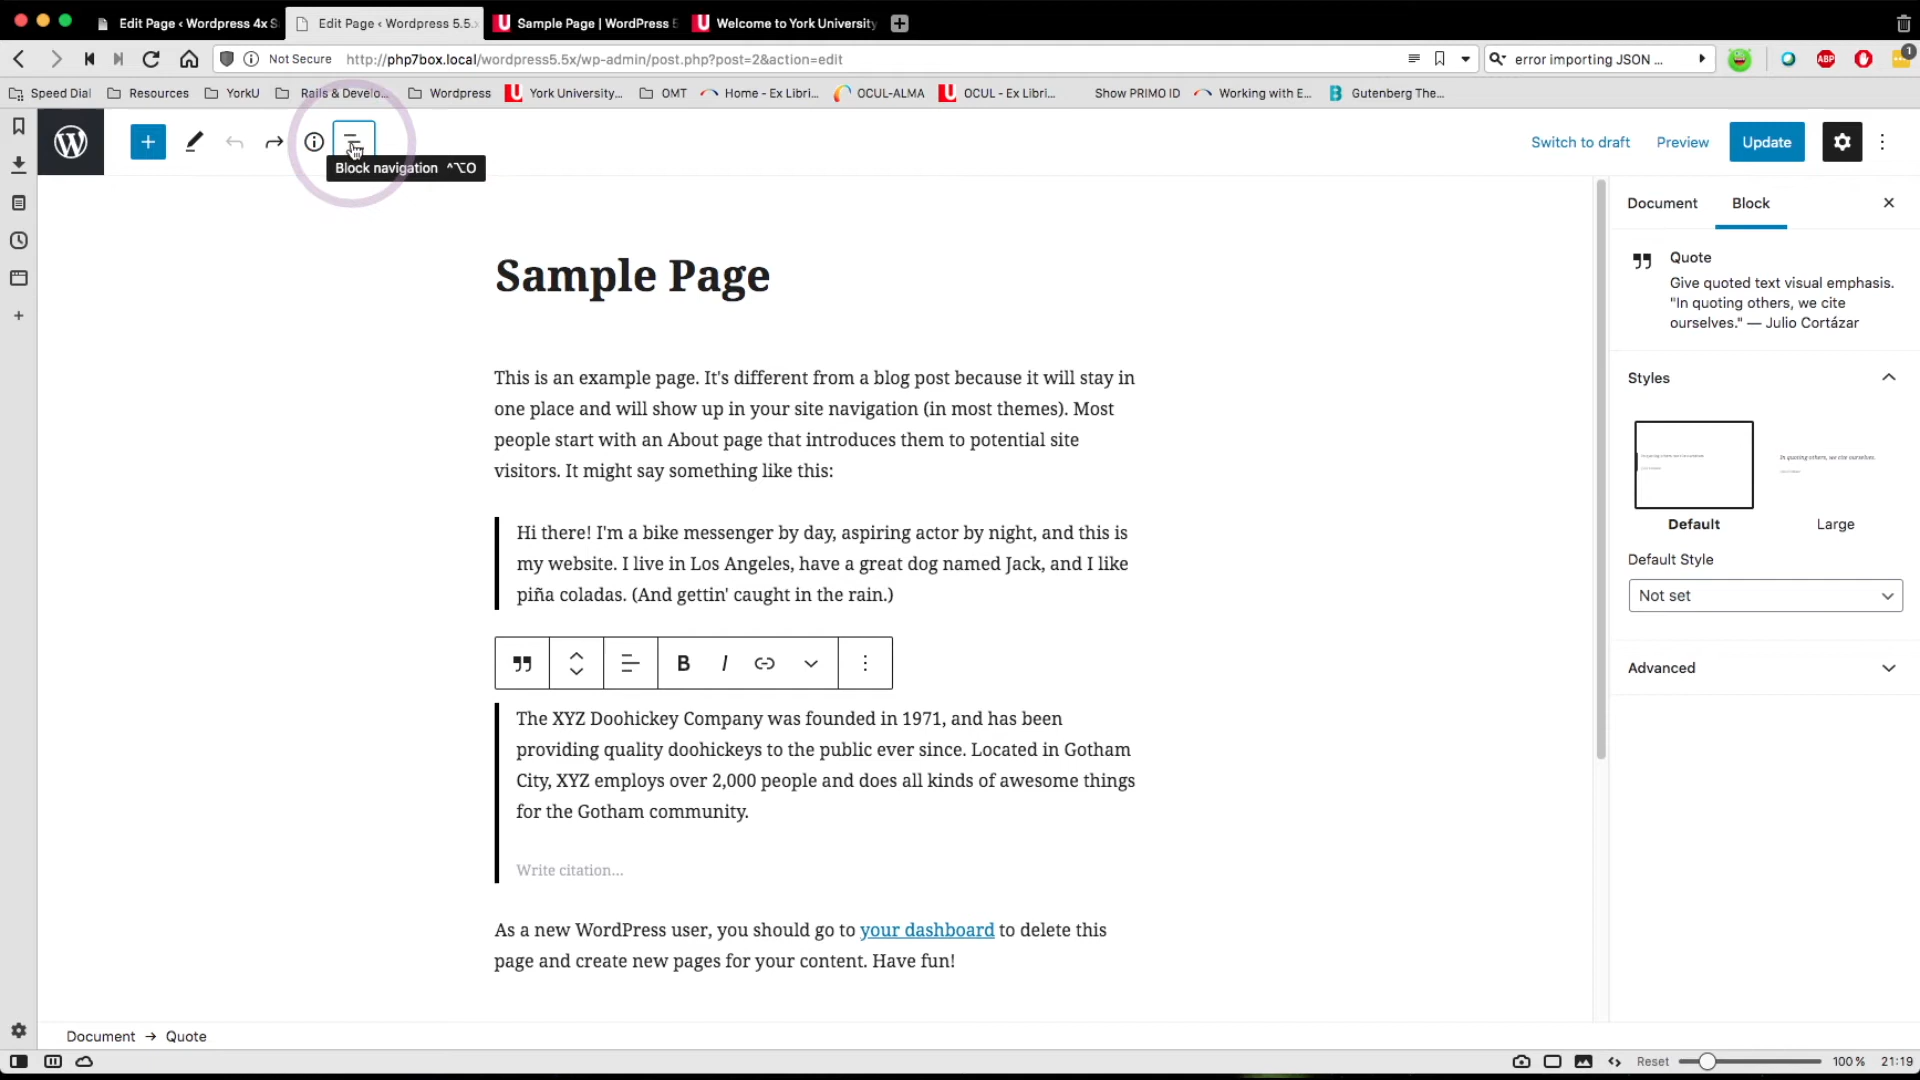 Edit Page ‹ Wordpress 4x S
Edit Page ‹ Wordpress 5.5.
Sample Page | WordPress 5
Welcome to York University
Not Secure
http://php7box.local/wordpress5.5x/wp-admin/post.php?post=2&action=edit
error importing JSON ...
ABP
1
Speed Dial
Resources
YorkU
Rails & Develo...
Wordpress
York University...
OMT
Home - Ex Libri...
OCUL-ALMA
OCUL - Ex Libri...
Show PRIMO ID
Working with E...
Gutenberg The...
Switch to draft
Preview
Update
Block navigation ^⌥O
Document
Block
Sample Page
Quote
Give quoted text visual emphasis.
"In quoting others, we cite
ourselves." — Julio Cortázar
This is an example page. It's different from a blog post because it will stay in
one place and will show up in your site navigation (in most themes). Most
people start with an About page that introduces them to potential site
visitors. It might say something like this:
Styles
In quoting others, we cite ourselves.
Default
Large
Default Style
Not set
Advanced
Hi there! I'm a bike messenger by day, aspiring actor by night, and this is
my website. I live in Los Angeles, have a great dog named Jack, and I like
piña coladas. (And gettin' caught in the rain.)
B I
The XYZ Doohickey Company was founded in 1971, and has been
providing quality doohickeys to the public ever since. Located in Gotham
City, XYZ employs over 2,000 people and does all kinds of awesome things
for the Gotham community.
Write citation...
As a new WordPress user, you should go to your dashboard to delete this
page and create new pages for your content. Have fun!
Document → Quote
Reset
100 %
21:19